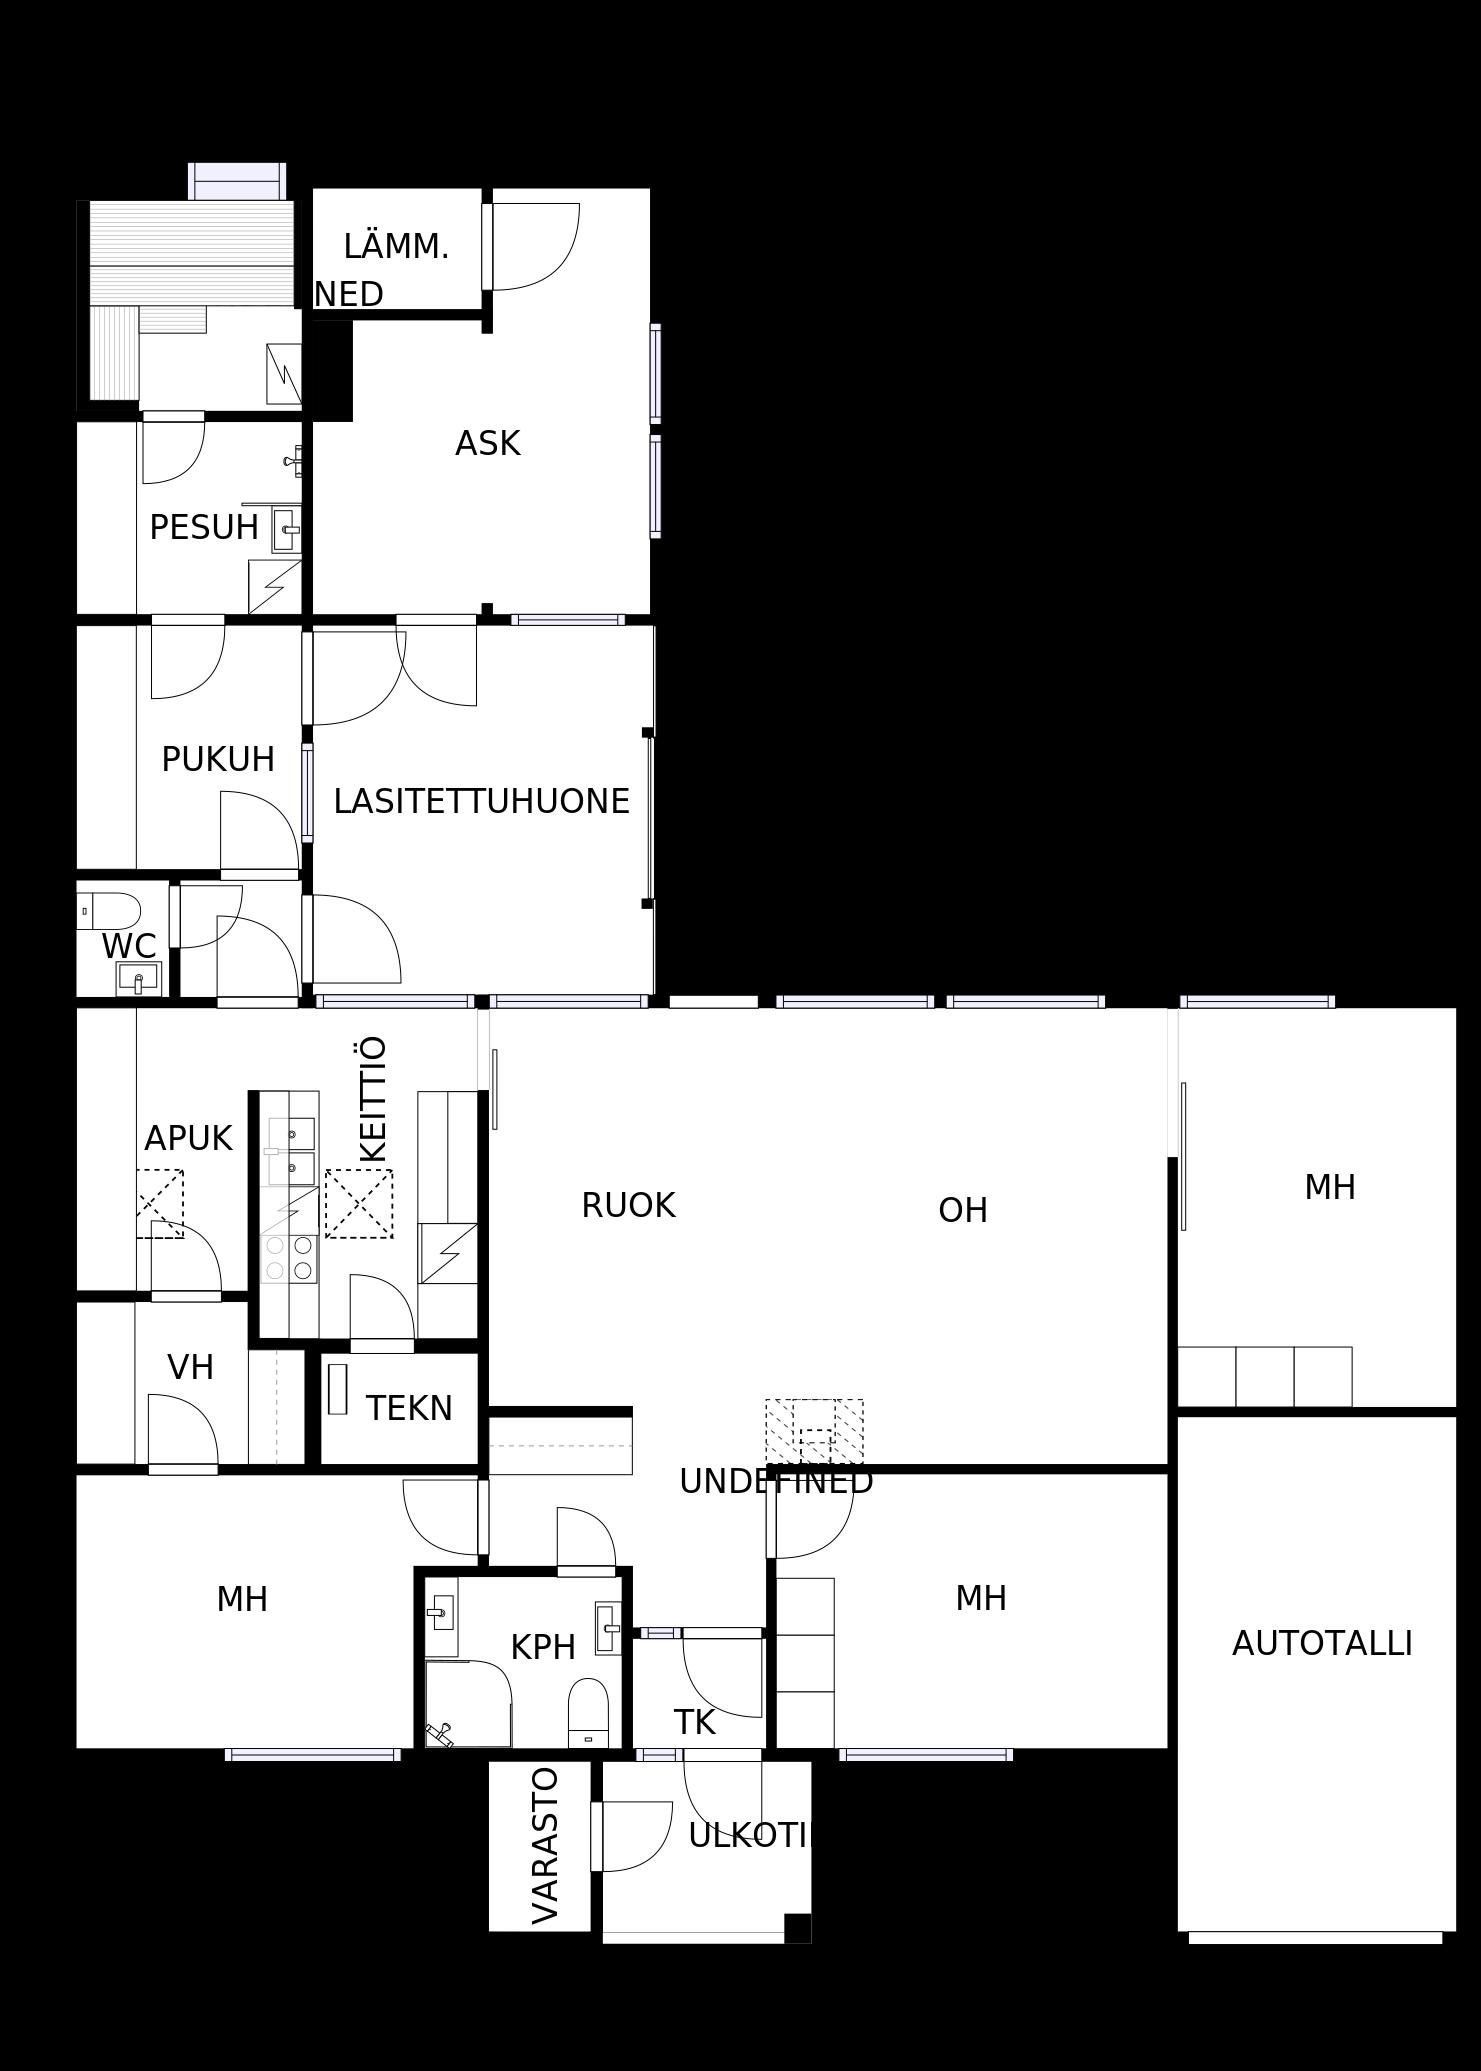 LÄMM.
NED
ASK
PESUH
PUKUH
LASITETTUHUONE
WC
KEITTIÖ
APUK
RUOK
OH
MH
VH
TEKN
UNDEFINED
MH
KPH
MH
AUTOTALLI
TK
VARASTO
ULKOTI